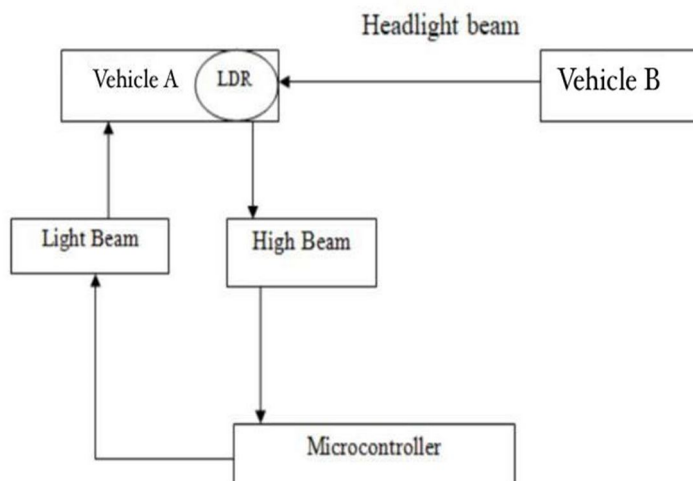 Headlight beam
Vehicle A
LDR
Vehicle B
Light Beam
High Beam
Microcontroller